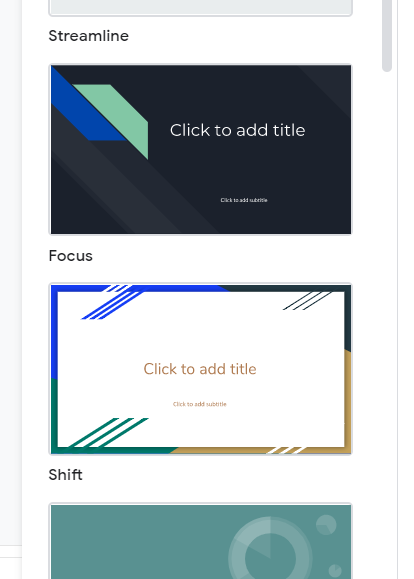 Streamline
Click to add title
Click to add subtitle
Focus
Click to add title
Click to add subtitle
Shift